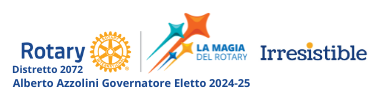 Rotary
Distretto 2072
LA MAGIA
DEL ROTARY
Irresistible
Alberto Azzolini Governatore Eletto 2024-25